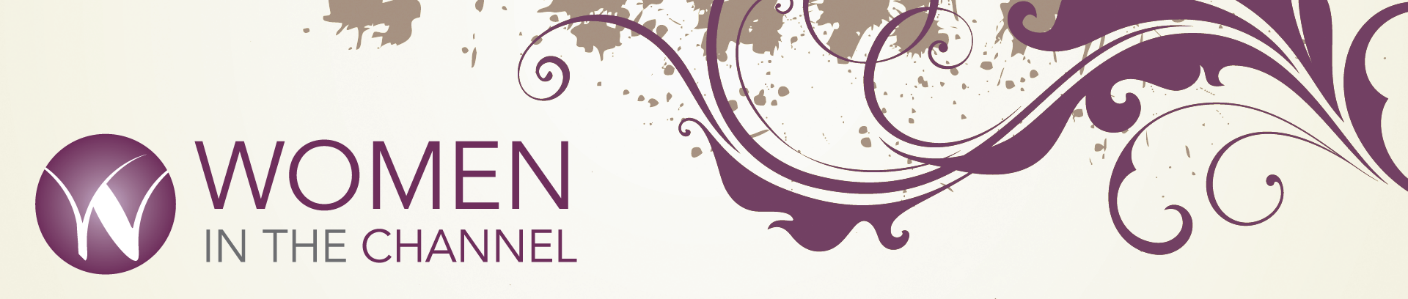 WOMEN
IN THE CHANNEL